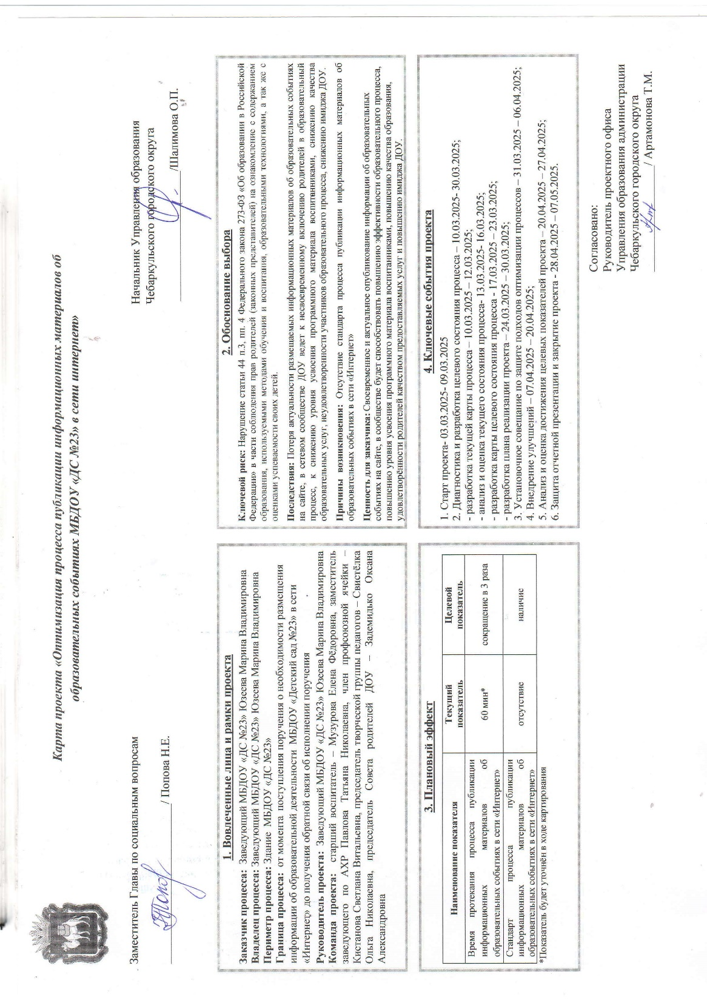 Карта проекта «Оптимизация процесса публикации информационных материалов об
образовательных событиях МБДОУ «ДС №23» в сети интернет»
Заместитель Главы по социальным вопросам
/ Попова Н.Е.
Начальник Управления образования
Чебаркульского городского округа
/Шалимова О.П.
1. Вовлеченные лица и рамки проекта
Заказчик процесса: Заведующий МБДОУ «ДС №23» Юзеева Марина Владимировна
Владелец процесса: Заведующий МБДОУ «ДС №23» Юзеева Марина Владимировна
Периметр процесса: Здание МБДОУ «ДС №23»
Граница процесса: от момента поступления поручения о необходимости размещения
информации об образовательной деятельности МБДОУ «Детский сад №23» в сети
«Интернет» до получения обратной связи об исполнении поручения
Руководитель проекта: Заведующий МБДОУ «ДС №23» Юзеева Марина Владимировна
Команда проекта: старший воспитатель – Музурова Елена Фёдоровна, заместитель
заведующего по АХР Павлова Татьяна Николаевна, член профсоюзной ячейки –
Кистанова Светлана Витальевна, председатель творческой группы педагогов – Свистёлка
Ольга Николаевна, председатель Совета родителей ДОУ – Задемидько Оксана
Александровна
2. Обоснование выбора
Ключевой риск: Нарушение статьи 44 п.3, пп. 4 Федерального закона 273-ФЗ «Об образовании в Российской
Федерации» в части соблюдения прав родителей (законных представителей) на ознакомление с содержанием
образования, используемыми методами обучения и воспитания, образовательными технологиями, а так же с
оценками успеваемости своих детей.
Последствия: Потеря актуальности размещаемых информационных материалов об образовательных событиях
на сайте, в сетевом сообществе ДОУ ведет к несвоевременному включению родителей в образовательный
процесс, к снижению уровня усвоения программного материала воспитанниками, снижению качества
образовательных услуг, неудовлетворенности участников образовательного процесса, снижению имиджа ДОУ.
Причины возникновения: Отсутствие стандарта процесса публикации информационных материалов об
образовательных событиях в сети «Интернет»
Ценность для заказчика: Своевременное и актуальное опубликование информации об образовательных
событиях на сайте, в сообществе будет способствовать повышению эффективности образовательного процесса,
повышению уровня усвоения программного материала воспитанниками, повышению качества образования,
удовлетворённости родителей качеством предоставляемых услуг и повышению имиджа ДОУ.
3. Плановый эффект
Наименование показателя
Текущий
показатель
Целевой
показатель
Время протекания процесса публикации
информационных материалов об
образовательных событиях в сети «Интернет»
60 мин*
сокращение в 3 раза
Стандарт процесса публикации
информационных материалов об
образовательных событиях в сети «Интернет»
отсутствие
наличие
*Показатель будет уточнён в ходе картирования
4. Ключевые события проекта
1. Старт проекта- 03.03.2025- 09.03.2025
2. Диагностика и разработка целевого состояния процесса – 10.03.2025- 30.03.2025;
- разработка текущей карты процесса – 10.03.2025 – 12.03.2025;
- анализ и оценка текущего состояния процесса- 13.03.2025- 16.03.2025;
- разработка карты целевого состояния процесса - 17.03.2025 – 23.03.2025;
- разработка плана реализации проекта – 24.03.2025 – 30.03.2025;
3. Установочное совещание по защите подходов оптимизации процессов – 31.03.2025 – 06.04.2025;
4. Внедрение улучшений – 07.04.2025 – 20.04.2025;
5. Анализ и оценка достижения целевых показателей проекта – 20.04.2025 – 27.04.2025;
6. Защита отчетной презентации и закрытие проекта - 28.04.2025 – 07.05.2025.
Согласовано:
Руководитель проектного офиса
Управления образования администрации
Чебаркульского городского округа
/ Артамонова Т.М.